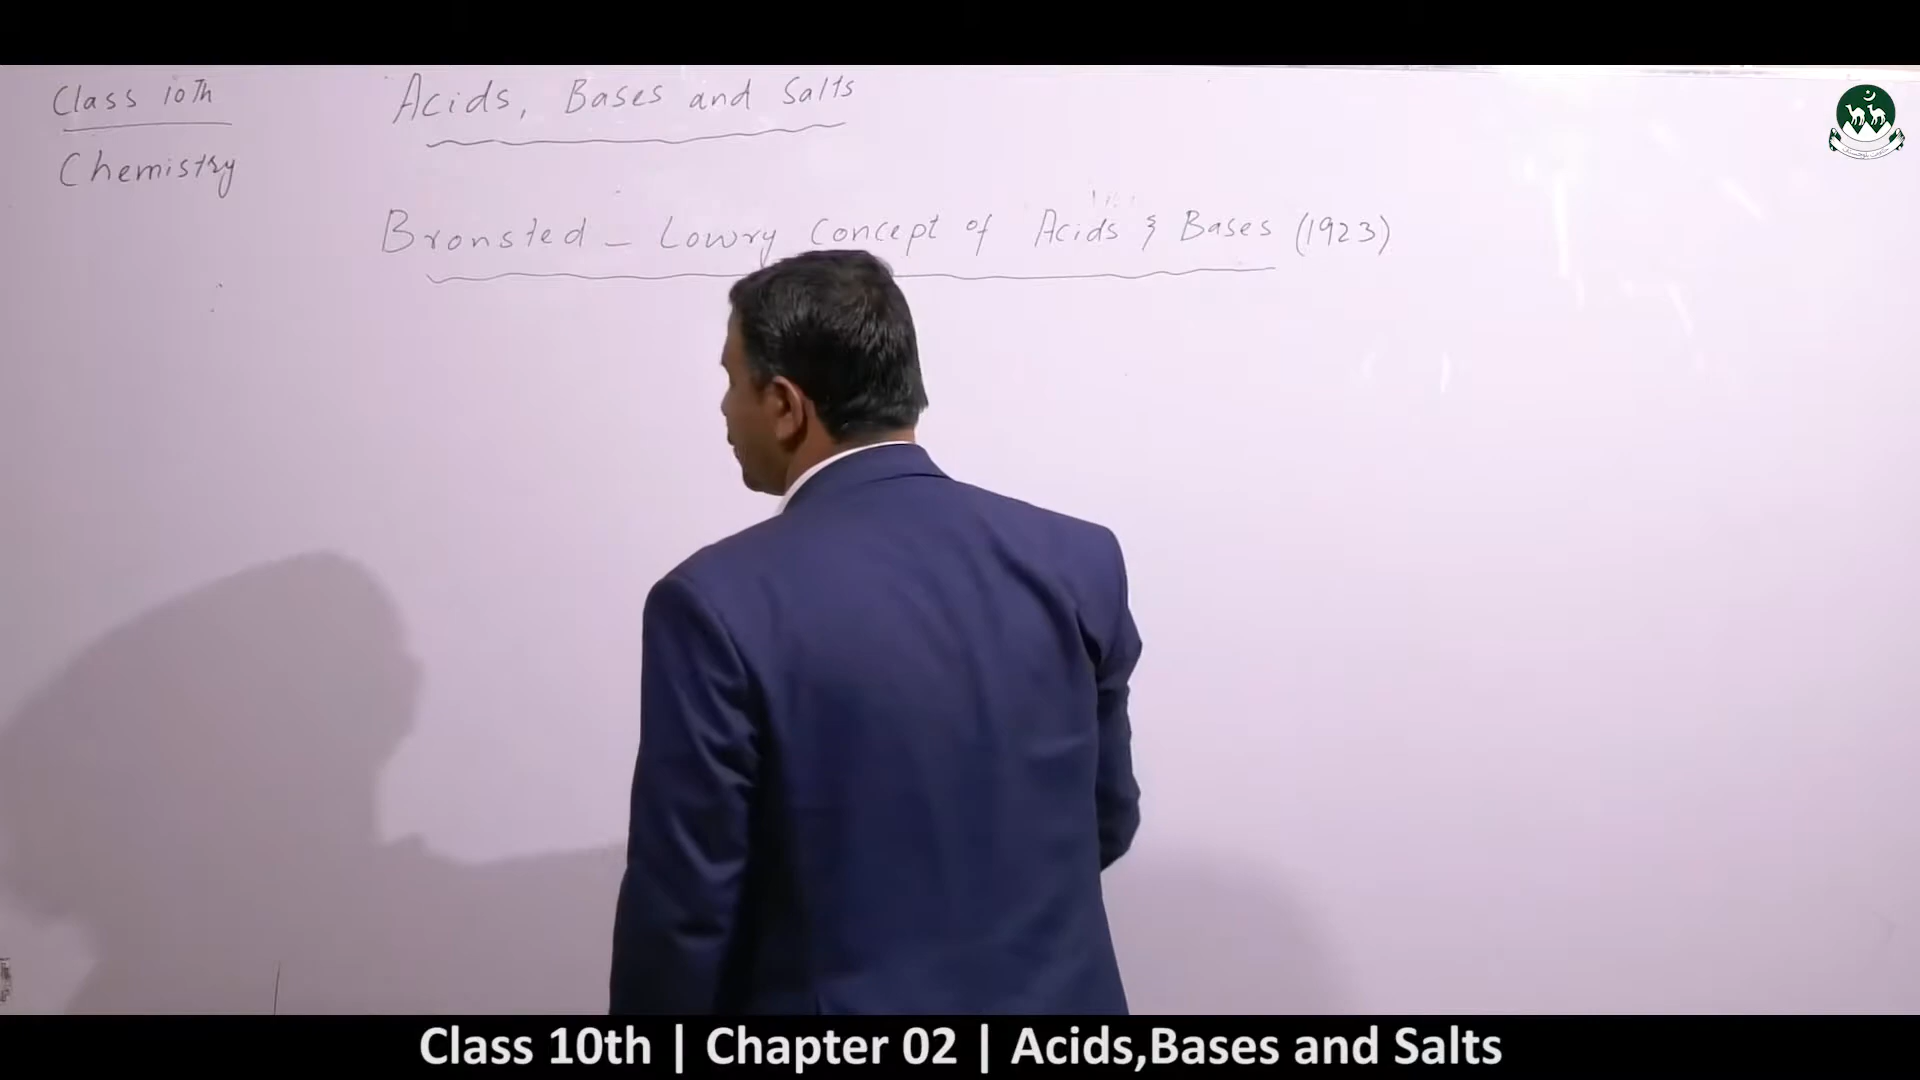 Class 10Th
Chemistry
Acids, Bases and Salts
Bronsted - Lowry Concept of Acids & Bases (1923)
Class 10th | Chapter 02 | Acids,Bases and Salts